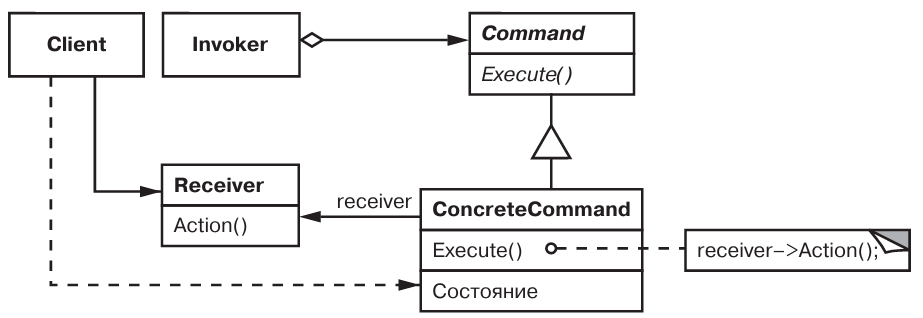 Client
Invoker
Command
Execute()
Receiver
Action()
receiver
ConcreteCommand
Execute()
receiver–>Action();
Состояние